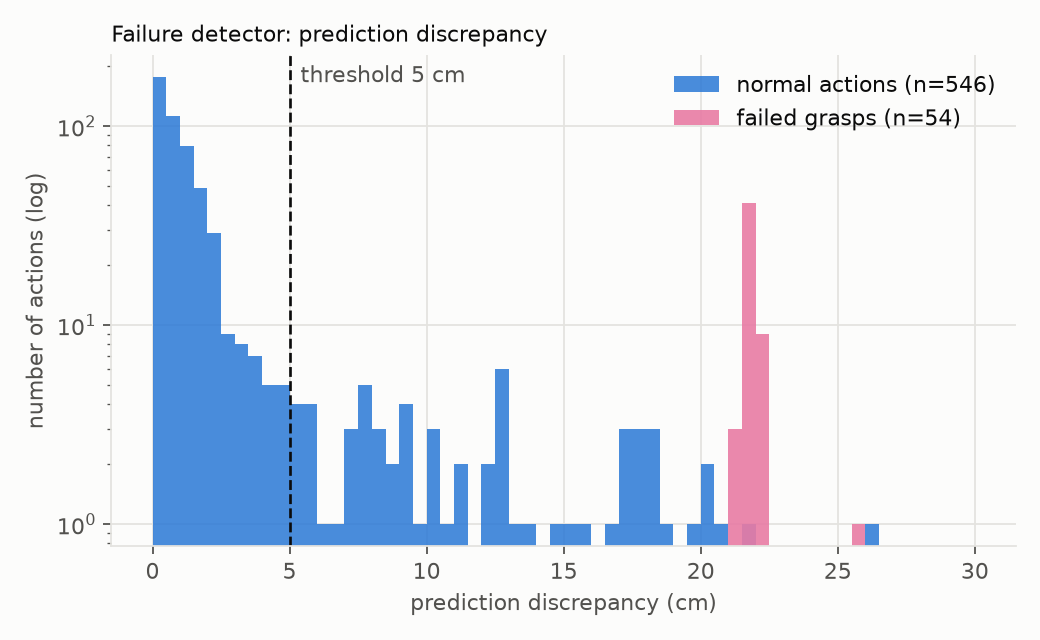 Failure detector: prediction discrepancy
threshold 5 cm
normal actions (n=546)
failed grasps (n=54)
number of actions (log)
10²
10¹
10⁰
0 5 10 15 20 25 30
prediction discrepancy (cm)